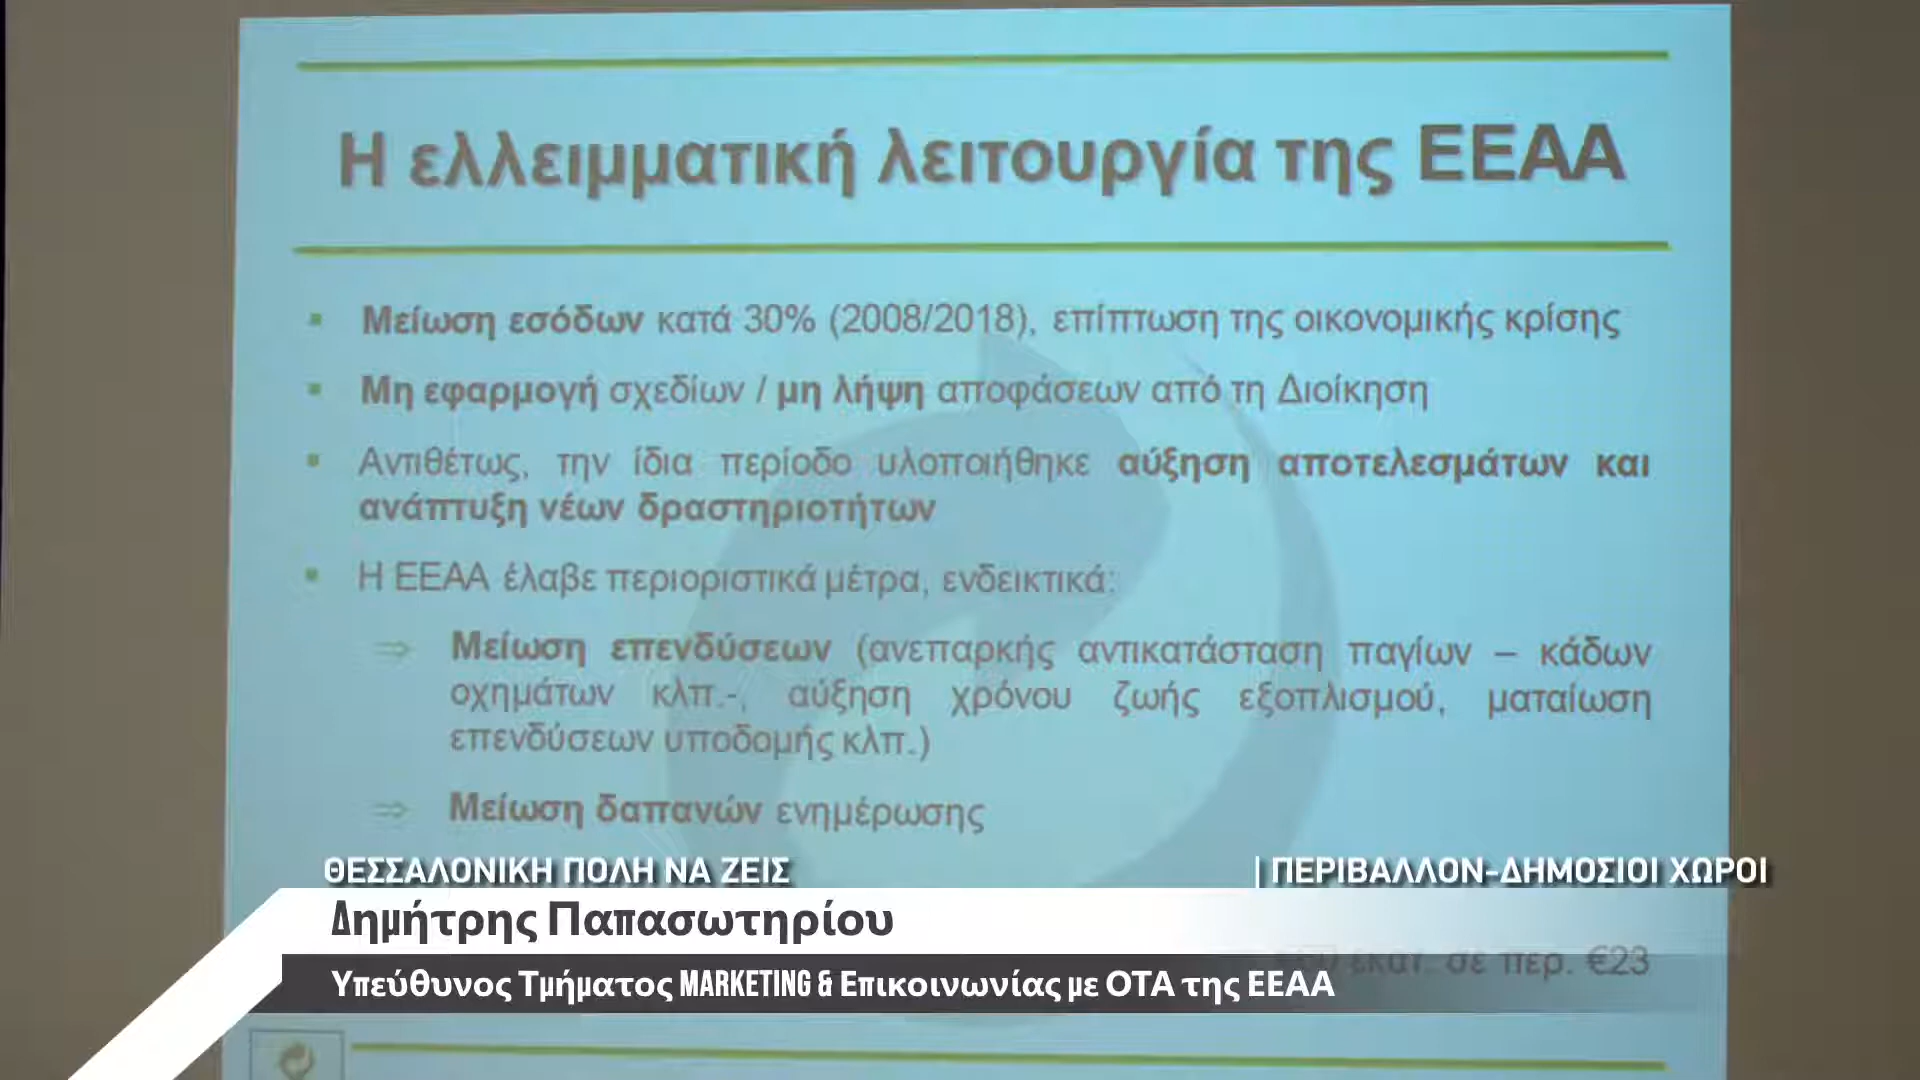 Η ελλειμματική λειτουργία της ΕΕΑΑ
▪ Μείωση εσόδων κατά 30% (2008/2018), επίπτωση της οικονομικής κρίσης
▪ Μη εφαρμογή σχεδίων / μη λήψη αποφάσεων από τη Διοίκηση
▪ Αντιθέτως, την ίδια περίοδο υλοποιήθηκε αύξηση αποτελεσμάτων και
ανάπτυξη νέων δραστηριοτήτων
▪ Η ΕΕΑΑ έλαβε περιοριστικά μέτρα, ενδεικτικά:
⇒ Μείωση επενδύσεων (ανεπαρκής αντικατάσταση παγίων – κάδων
οχημάτων κλπ.-, αύξηση χρόνου ζωής εξοπλισμού, ματαίωση
επενδύσεων υποδομής κλπ.)
⇒ Μείωση δαπανών ενημέρωσης
ΘΕΣΣΑΛΟΝΙΚΗ ΠΟΛΗ ΝΑ ΖΕΙΣ
| ΠΕΡΙΒΑΛΛΟΝ-ΔΗΜΟΣΙΟΙ ΧΩΡΟΙ
Δημήτρης Παπασωτηρίου
εκατ. σε περ. €23
Υπεύθυνος Τμήματος MARKETING & Επικοινωνίας με ΟΤΑ της ΕΕΑΑ